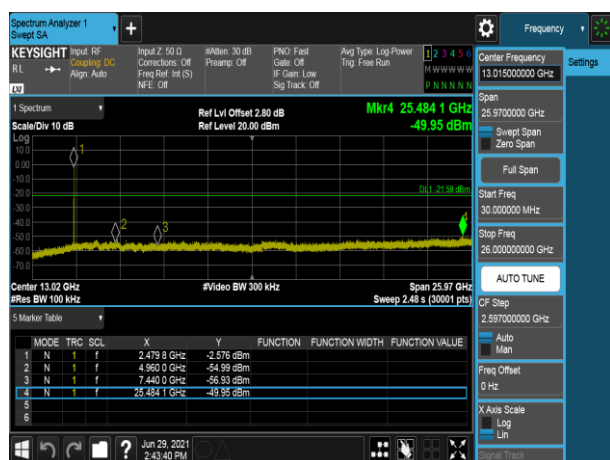 Spectrum Analyzer 1
Swept SA
Frequency
KEYSIGHT
RL
LXI
Input: RF
Coupling: DC
Align: Auto
Input Z: 50 Ω
Corrections: Off
Freq Ref: Int (S)
NFE: Off
#Atten: 30 dB
Preamp: Off
PNO: Fast
Gate: Off
IF Gain: Low
Sig Track: Off
Avg Type: Log-Power
Trig: Free Run
1 2 3 4 5 6
M W W W W W
P N N N N N
Center Frequency
13.015000000 GHz
Settings
Span
25.9700000 GHz
Swept Span
Zero Span
Full Span
Start Freq
30.000000 MHz
Stop Freq
26.000000000 GHz
AUTO TUNE
CF Step
2.597000000 GHz
Auto
Man
Freq Offset
0 Hz
X Axis Scale
Log
Lin
Signal Track
1 Spectrum
Scale/Div 10 dB
Ref Lvl Offset 2.80 dB
Ref Level 20.00 dBm
Mkr4 25.484 1 GHz
-49.95 dBm
Log
10.0
0.00
-10.0
-20.0
-30.0
-40.0
-50.0
-60.0
-70.0
1
2
3
DL1 -21.59 dBm
Center 13.02 GHz
#Res BW 100 kHz
#Video BW 300 kHz
Span 25.97 GHz
Sweep 2.48 s (30001 pts)
5 Marker Table
MODE TRC SCL X Y FUNCTION FUNCTION WIDTH FUNCTION VALUE
1 N 1 f 2.479 8 GHz -2.576 dBm
2 N 1 f 4.960 0 GHz -54.99 dBm
3 N 1 f 7.440 0 GHz -56.93 dBm
4 N 1 f 25.484 1 GHz -49.95 dBm
5
6
?
Jun 29, 2021
2:43:40 PM